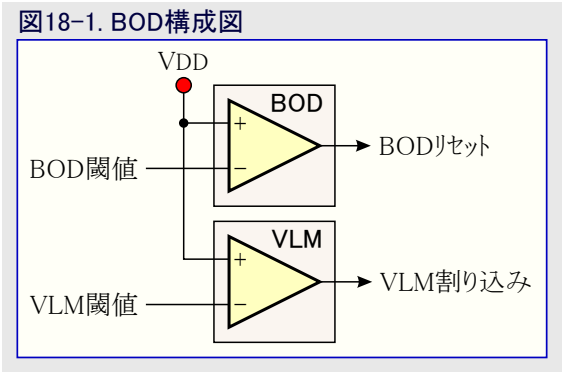 図18-1. BOD構成図
VDD
BOD
+
BOD閾値
−
BODリセット
VLM
+
VLM閾値
−
VLM割り込み